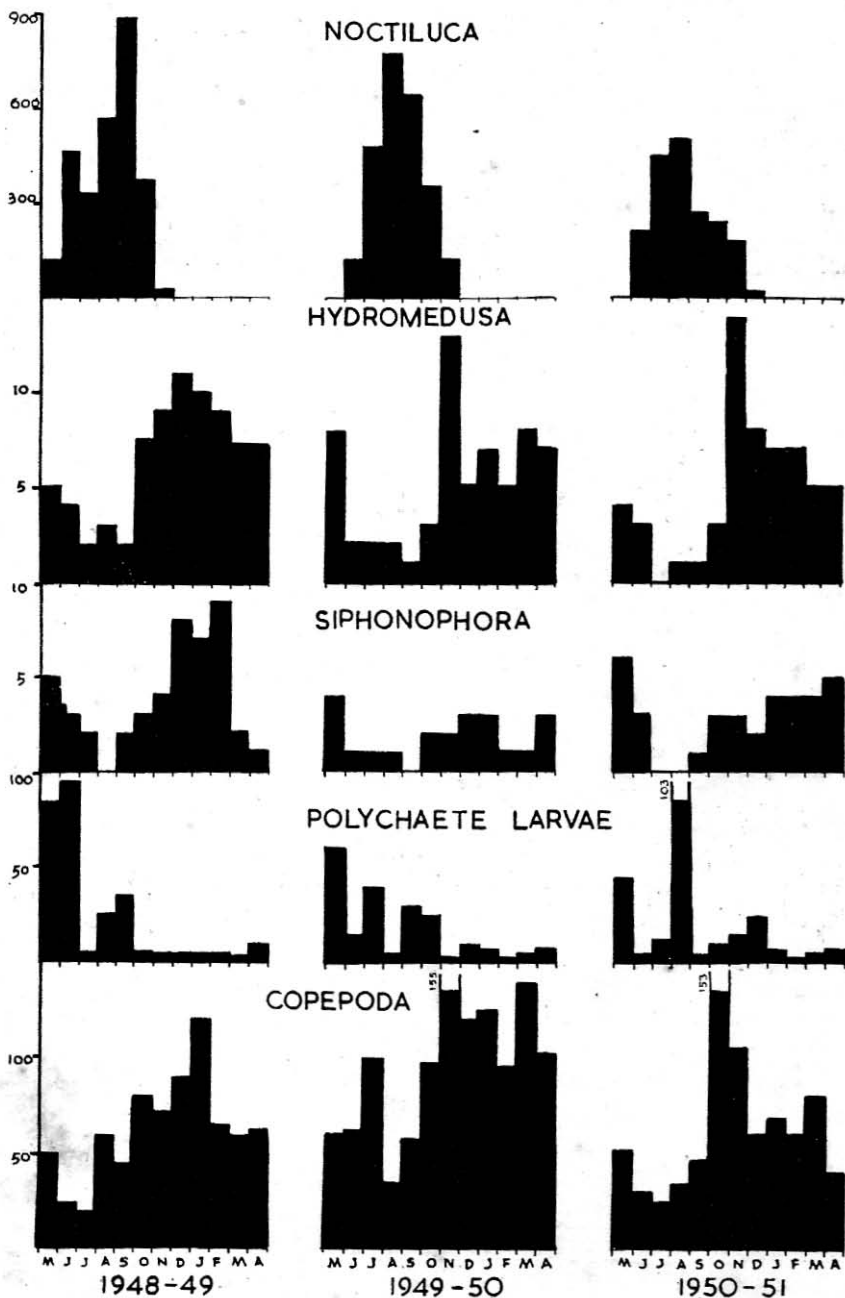 NOCTILUCA
900
600
300
HYDROMEDUSA
10
5
SIPHONOPHORA
10
5
POLYCHAETE LARVAE
100
50
103
COPEPODA
100
50
155
153
M J J A S O N D J F M A
M J J A S O N D J F M A
M J J A S O N D J F M A
1948-49
1949-50
1950-51